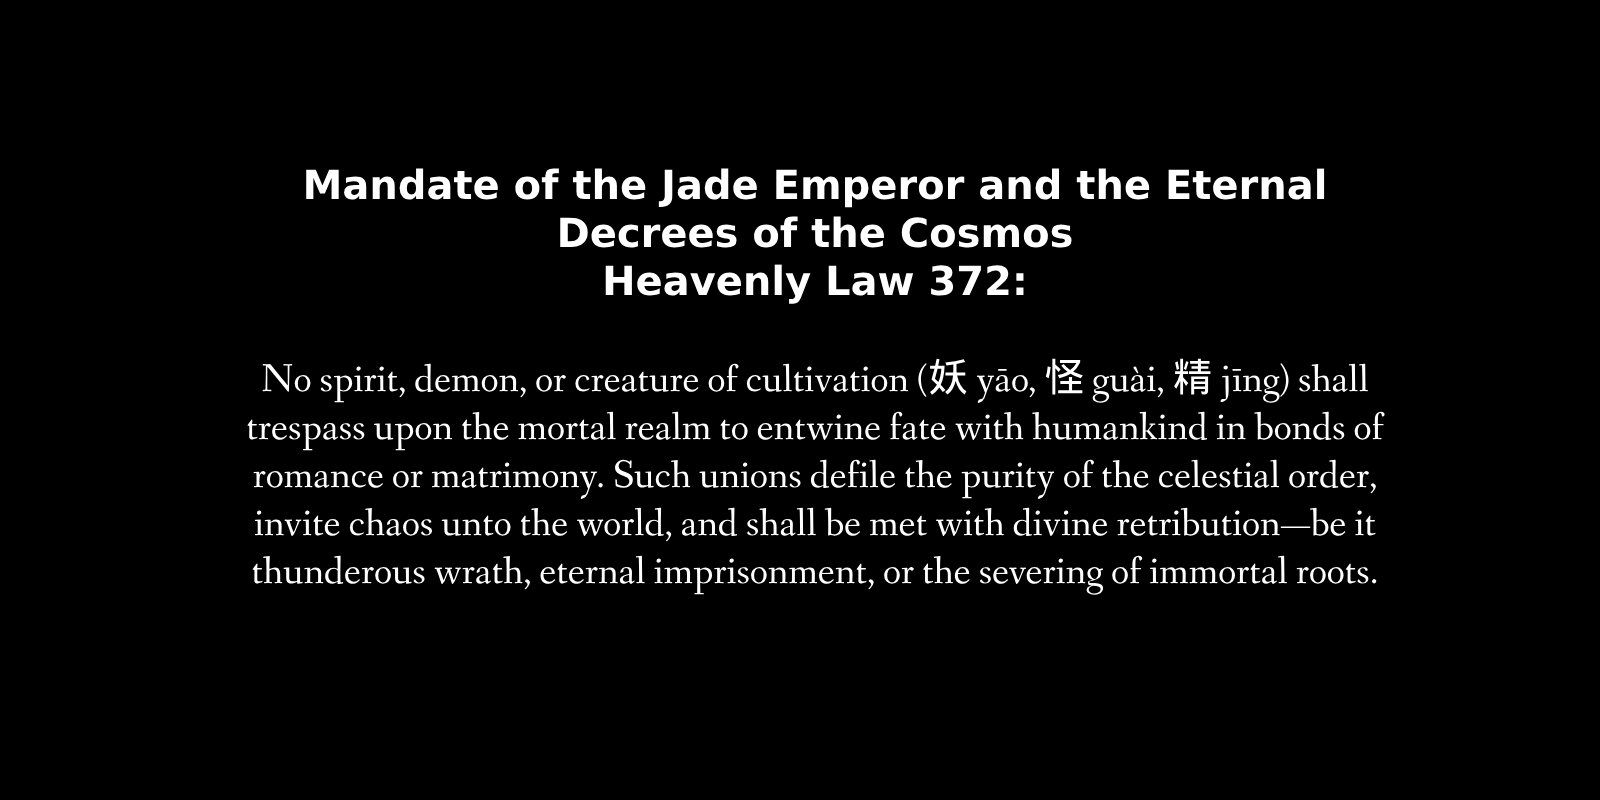 Mandate of the Jade Emperor and the Eternal
Decrees of the Cosmos
Heavenly Law 372:
No spirit, demon, or creature of cultivation (妖 yāo, 怪 guài, 精 jīng) shall
trespass upon the mortal realm to entwine fate with humankind in bonds of
romance or matrimony. Such unions defile the purity of the celestial order,
invite chaos unto the world, and shall be met with divine retribution—be it
thunderous wrath, eternal imprisonment, or the severing of immortal roots.